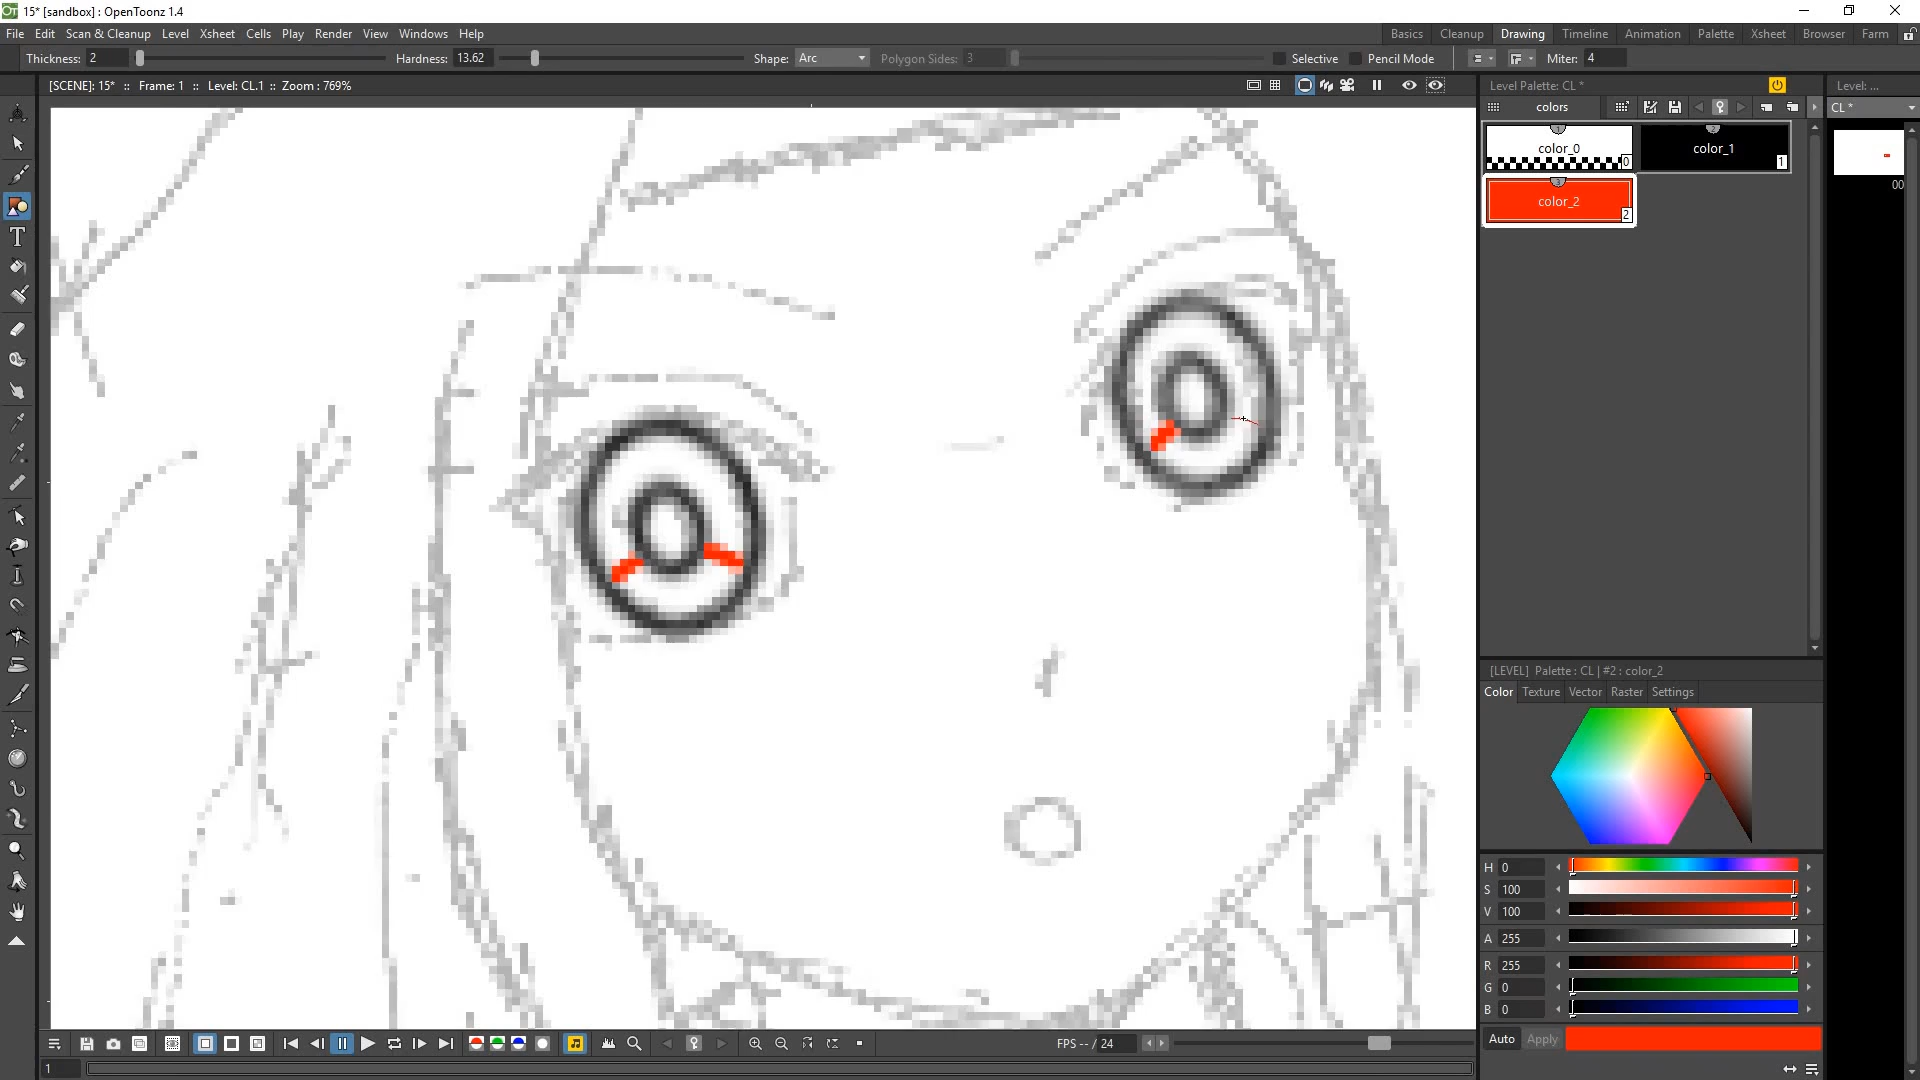 15* [sandbox] : OpenToonz 1.4
File Edit Scan & Cleanup Level Xsheet Cells Play Render View Windows Help
Basics Cleanup Drawing Timeline Animation Palette Xsheet Browser Farm
Thickness: 2 Hardness: 13.62 Shape: Arc Polygon Sides: 3 Selective Pencil Mode Miter: 4
[SCENE]: 15* :: Frame: 1 :: Level: CL.1 :: Zoom : 769%
Level Palette: CL *
Level: ...
colors
CL *
color_0
0
color_1
1
color_2
2
00
[LEVEL] Palette : CL | #2 : color_2
Color Texture Vector Raster Settings
H 0
S 100
V 100
A 255
R 255
G 0
B 0
Auto Apply
FPS -- / 24
1